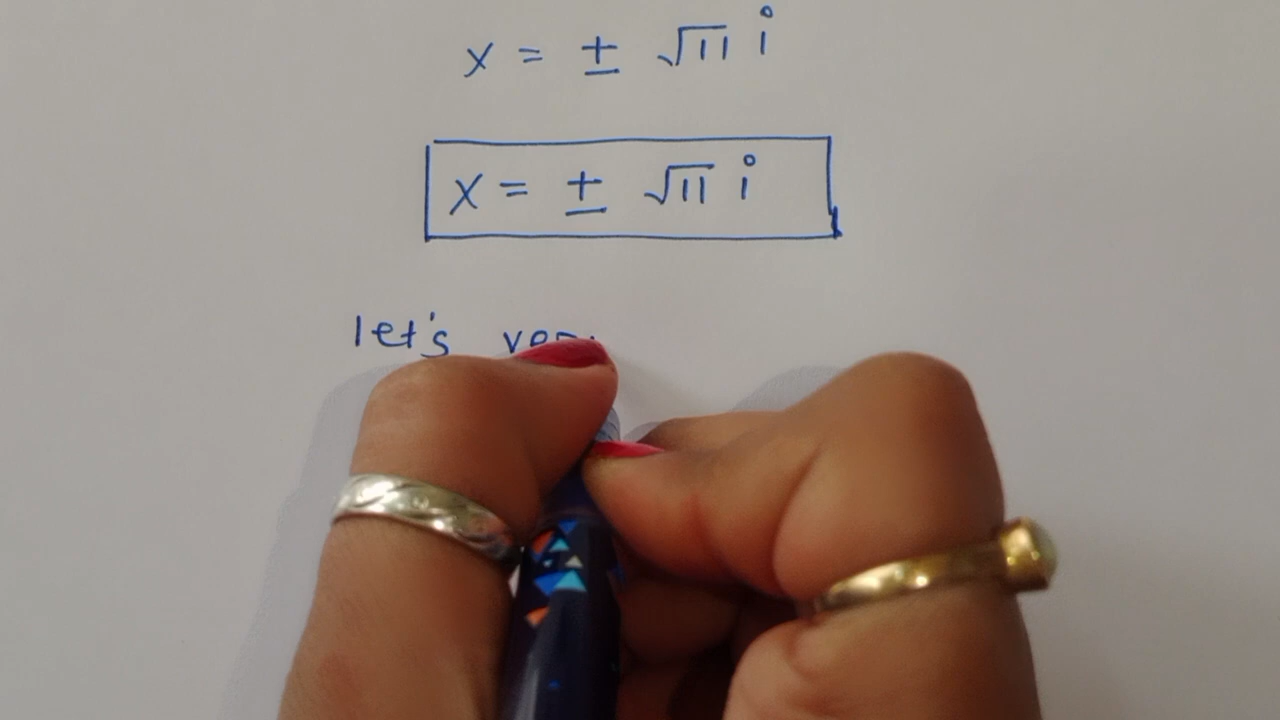 x = ± √11 i
x = ± √11 i
let's